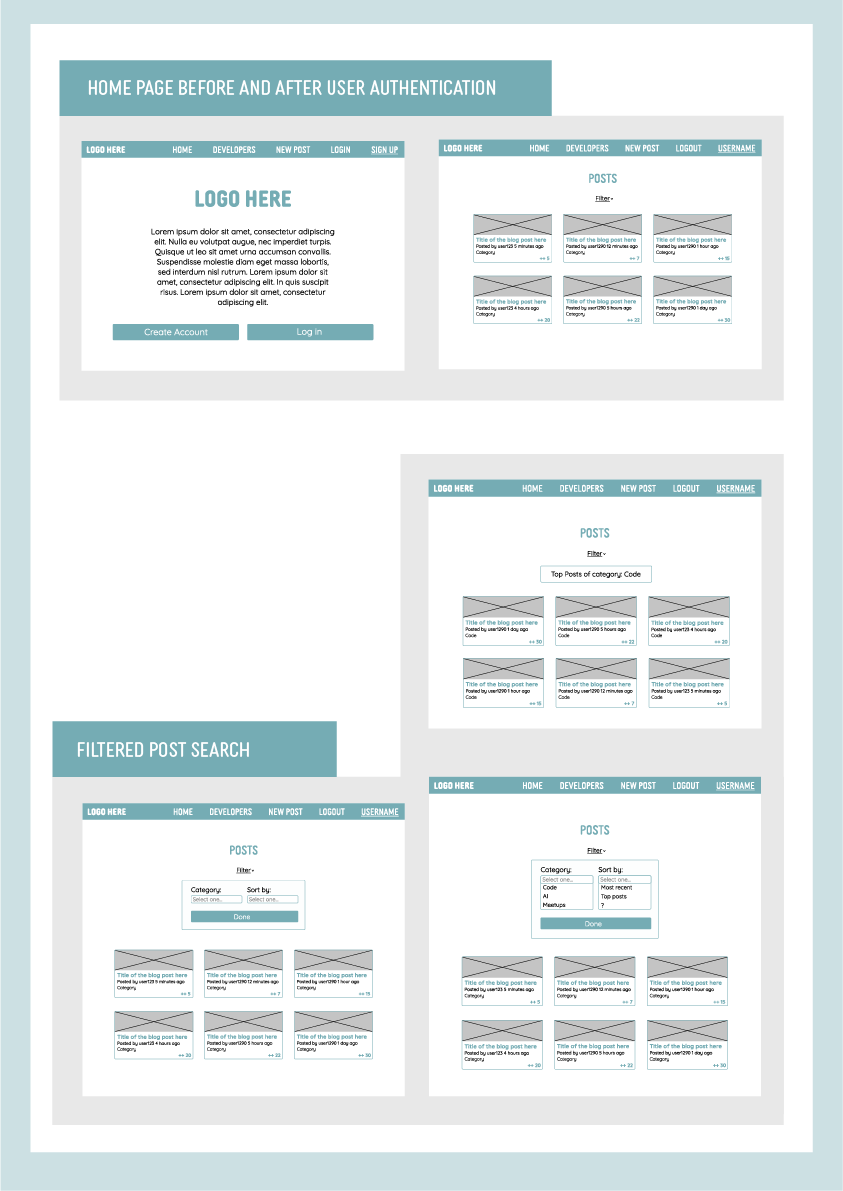 HOME PAGE BEFORE AND AFTER USER AUTHENTICATION
LOGO HERE HOME DEVELOPERS NEW POST LOGIN SIGN UP
LOGO HERE
Lorem ipsum dolor sit amet, consectetur adipiscing
elit. Nulla eu volutpat augue, nec imperdiet turpis.
Quisque ut leo sit amet urna accumsan convallis.
Suspendisse molestie diam eget massa lobortis,
sed interdum nisl rutrum. Lorem ipsum dolor sit
amet, consectetur adipiscing elit. In quis suscipit
risus. Lorem ipsum dolor sit amet, consectetur
adipiscing elit.
Create Account Log in
LOGO HERE HOME DEVELOPERS NEW POST LOGOUT USERNAME
POSTS
Filter
Title of the blog post here Title of the blog post here Title of the blog post here
Posted by user123 5 minutes ago Posted by user1290 12 minutes ago Posted by user1290 1 hour ago
Category Category Category
++ 5 ++ 7 ++ 15
Title of the blog post here Title of the blog post here Title of the blog post here
Posted by user123 4 hours ago Posted by user1290 5 hours ago Posted by user1290 1 day ago
Category Category Category
++ 20 ++ 22 ++ 30
LOGO HERE HOME DEVELOPERS NEW POST LOGOUT USERNAME
POSTS
Filter
Top Posts of category: Code
Title of the blog post here Title of the blog post here Title of the blog post here
Posted by user1290 1 day ago Posted by user1290 5 hours ago Posted by user123 4 hours ago
Code Code Code
++ 30 ++ 22 ++ 20
Title of the blog post here Title of the blog post here Title of the blog post here
Posted by user1290 1 hour ago Posted by user1290 12 minutes ago Posted by user123 5 minutes ago
Code Code Code
++ 15 ++ 7 ++ 5
FILTERED POST SEARCH
LOGO HERE HOME DEVELOPERS NEW POST LOGOUT USERNAME
POSTS
Filter
Category: Sort by:
Select one... Select one...
Done
Title of the blog post here Title of the blog post here Title of the blog post here
Posted by user123 5 minutes ago Posted by user1290 12 minutes ago Posted by user1290 1 hour ago
Category Category Category
++ 5 ++ 7 ++ 15
Title of the blog post here Title of the blog post here Title of the blog post here
Posted by user123 4 hours ago Posted by user1290 5 hours ago Posted by user1290 1 day ago
Category Category Category
++ 20 ++ 22 ++ 30
LOGO HERE HOME DEVELOPERS NEW POST LOGOUT USERNAME
POSTS
Filter
Category: Sort by:
Select one... Select one...
Code Most recent
AI Top posts
Meetups ?
Done
Title of the blog post here Title of the blog post here Title of the blog post here
Posted by user123 5 minutes ago Posted by user1290 12 minutes ago Posted by user1290 1 hour ago
Category Category Category
++ 5 ++ 7 ++ 15
Title of the blog post here Title of the blog post here Title of the blog post here
Posted by user123 4 hours ago Posted by user1290 5 hours ago Posted by user1290 1 day ago
Category Category Category
++ 20 ++ 22 ++ 30